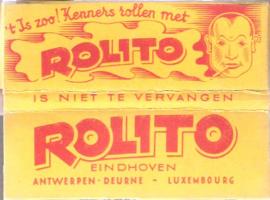 't Is zoo! Kenners rollen met
ROLITO
IS NIET TE VERVANGEN
ROLITO
EINDHOVEN
ANTWERPEN-DEURNE - LUXEMBOURG